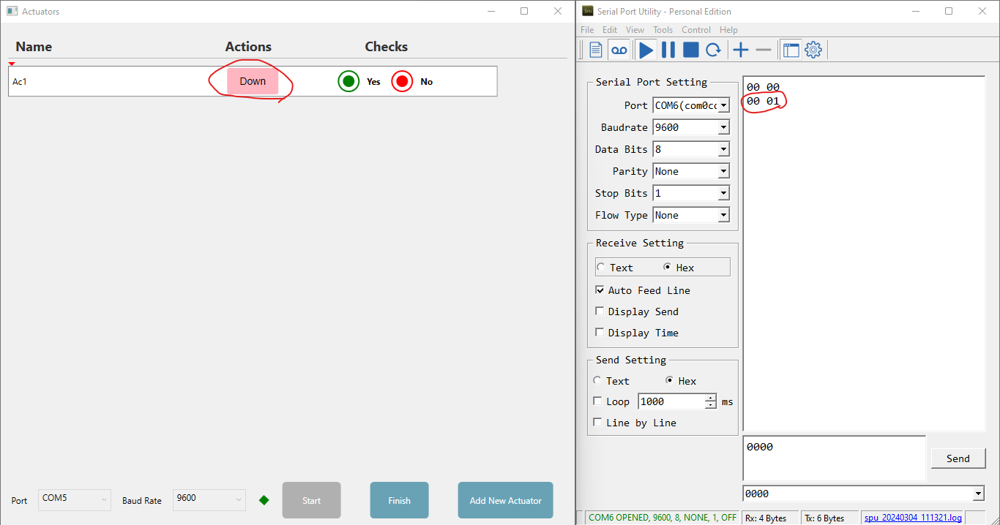 Actuators
Name Actions Checks
Ac1 Down Yes No
Port COM5 Baud Rate 9600 Start Finish Add New Actuator
Serial Port Utility - Personal Edition
File Edit View Tools Control Help
Serial Port Setting
Port COM6(com0cc
Baudrate 9600
Data Bits 8
Parity None
Stop Bits 1
Flow Type None
Receive Setting
Text Hex
Auto Feed Line
Display Send
Display Time
Send Setting
Text Hex
Loop 1000 ms
Line by Line
00 00
00 01
0000
Send
0000
COM6 OPENED, 9600, 8, NONE, 1, OFF Rx: 4 Bytes Tx: 6 Bytes spu_20240304_111321.log